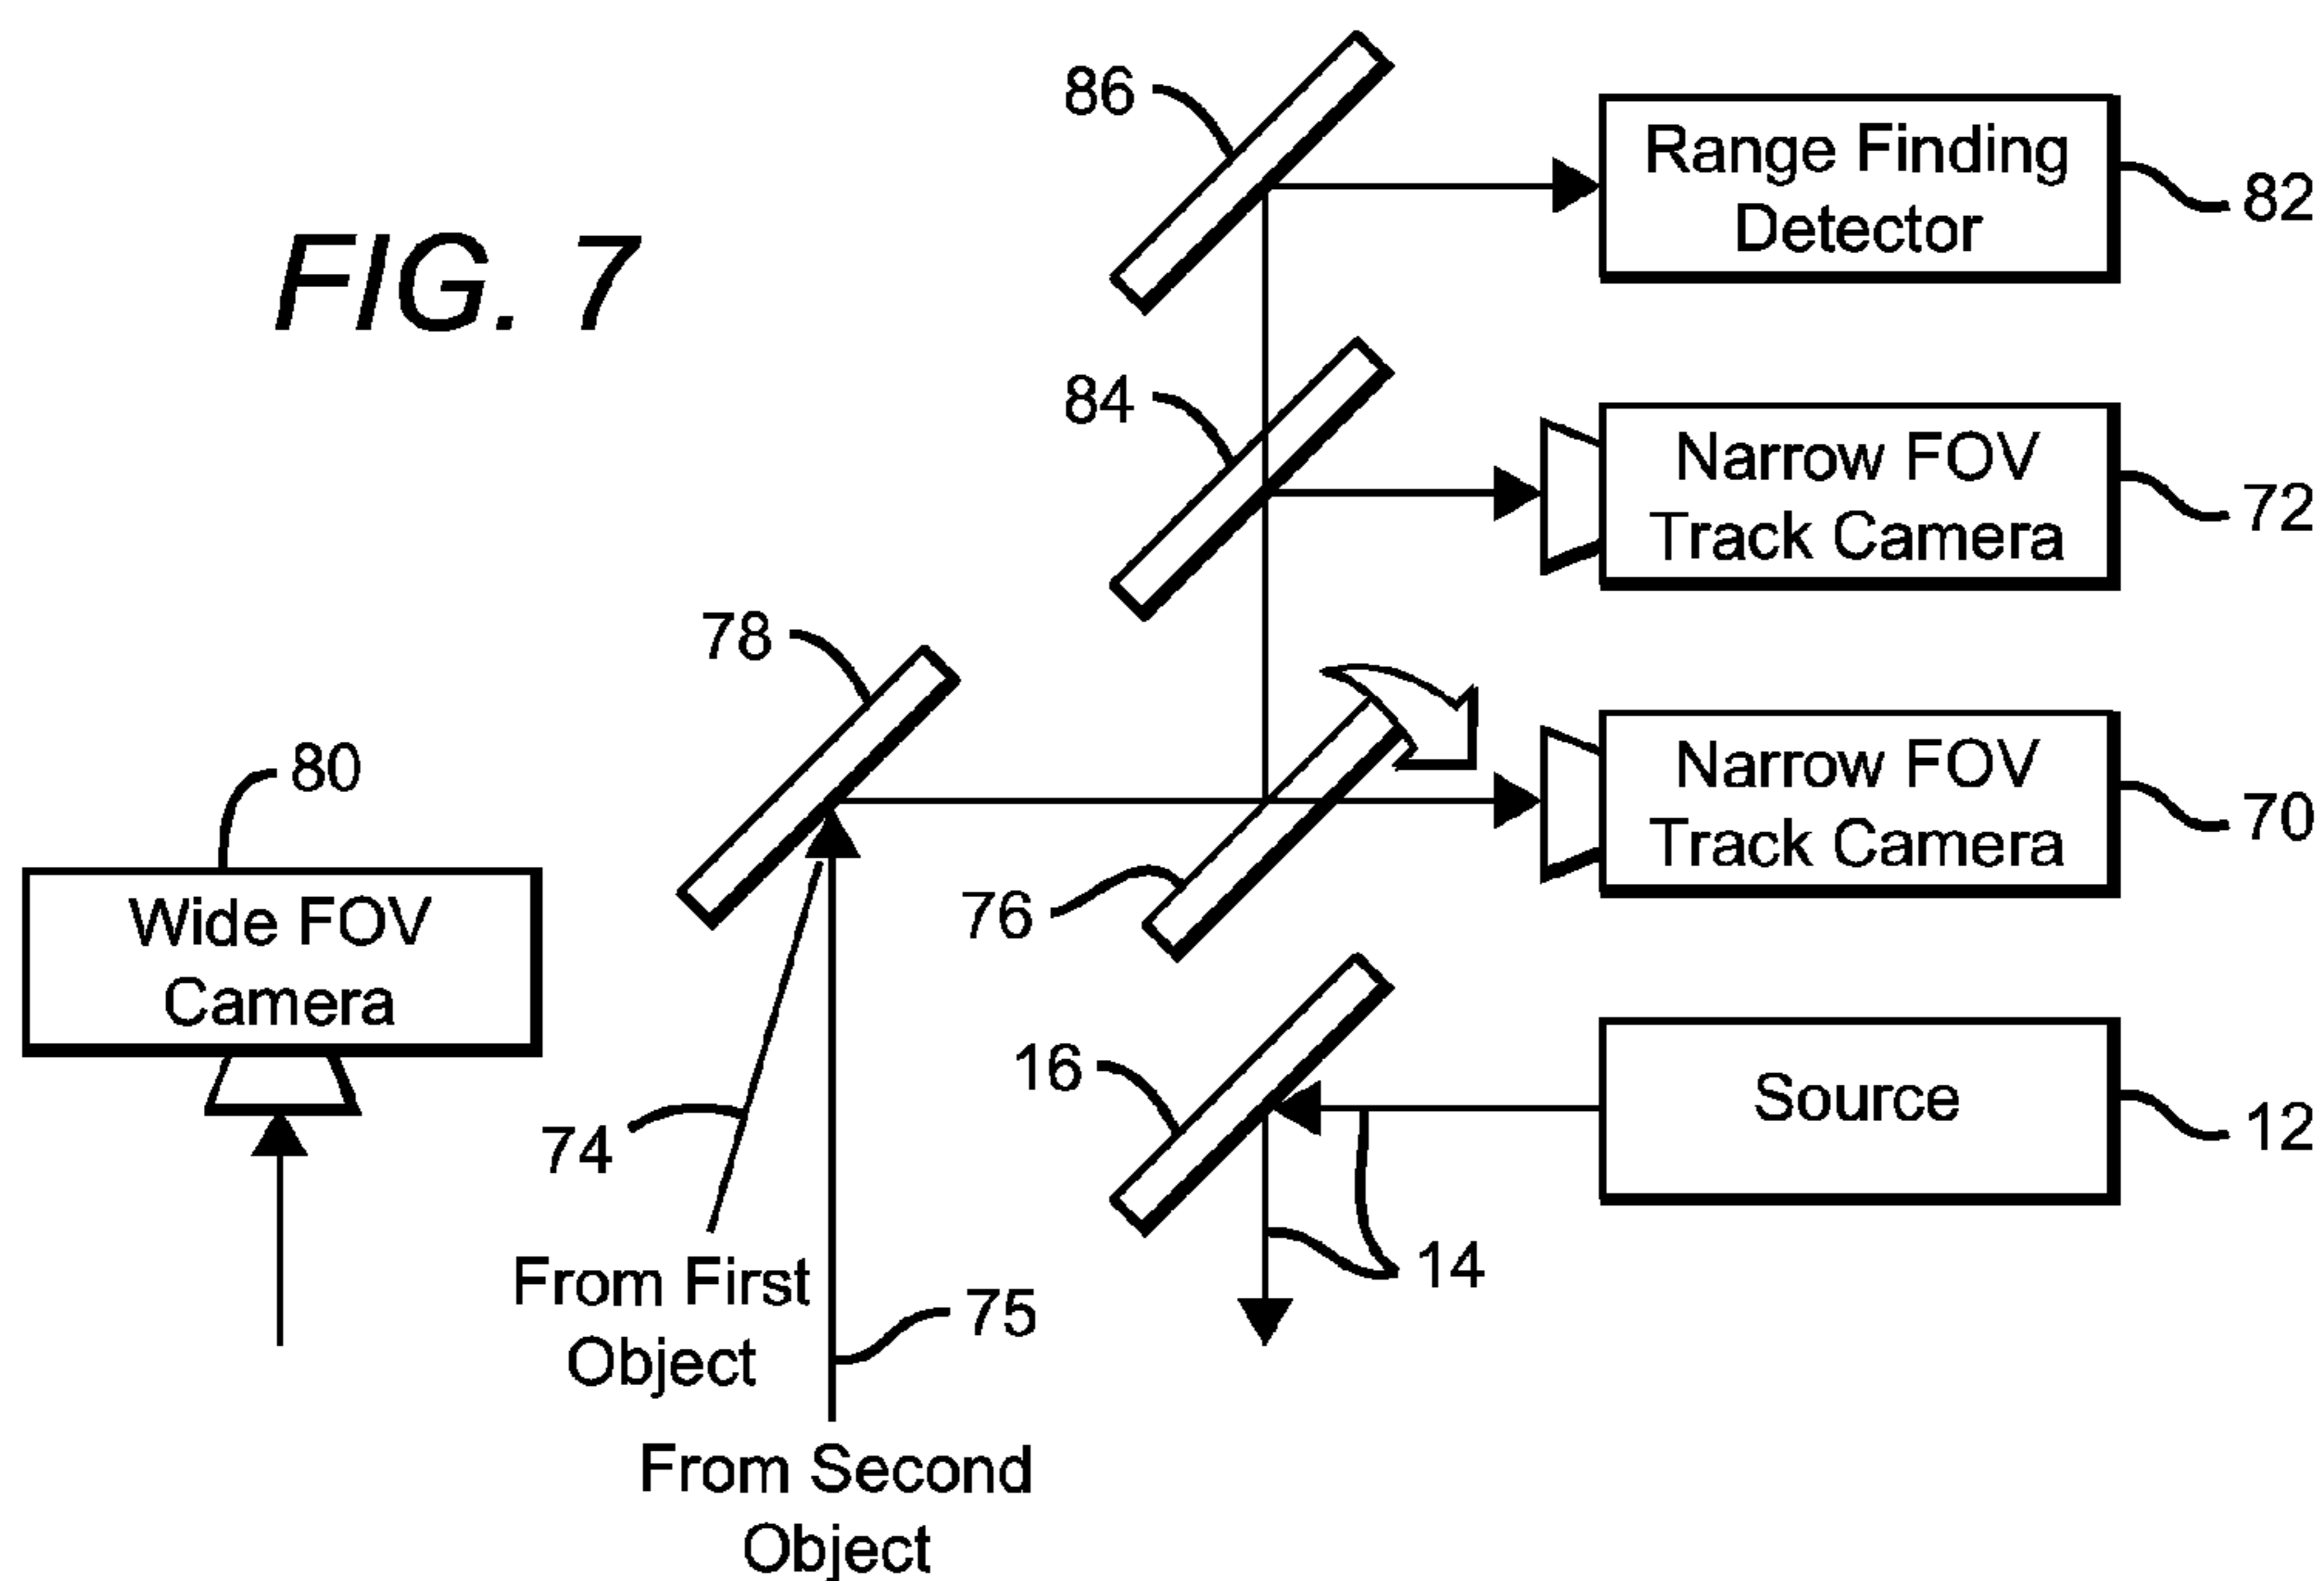 FIG. 7
86
Range Finding
Detector
82
84
Narrow FOV
Track Camera
72
78
80
Narrow FOV
Track Camera
70
76
Wide FOV
Camera
16
Source
12
74
14
From First
Object
75
From Second
Object